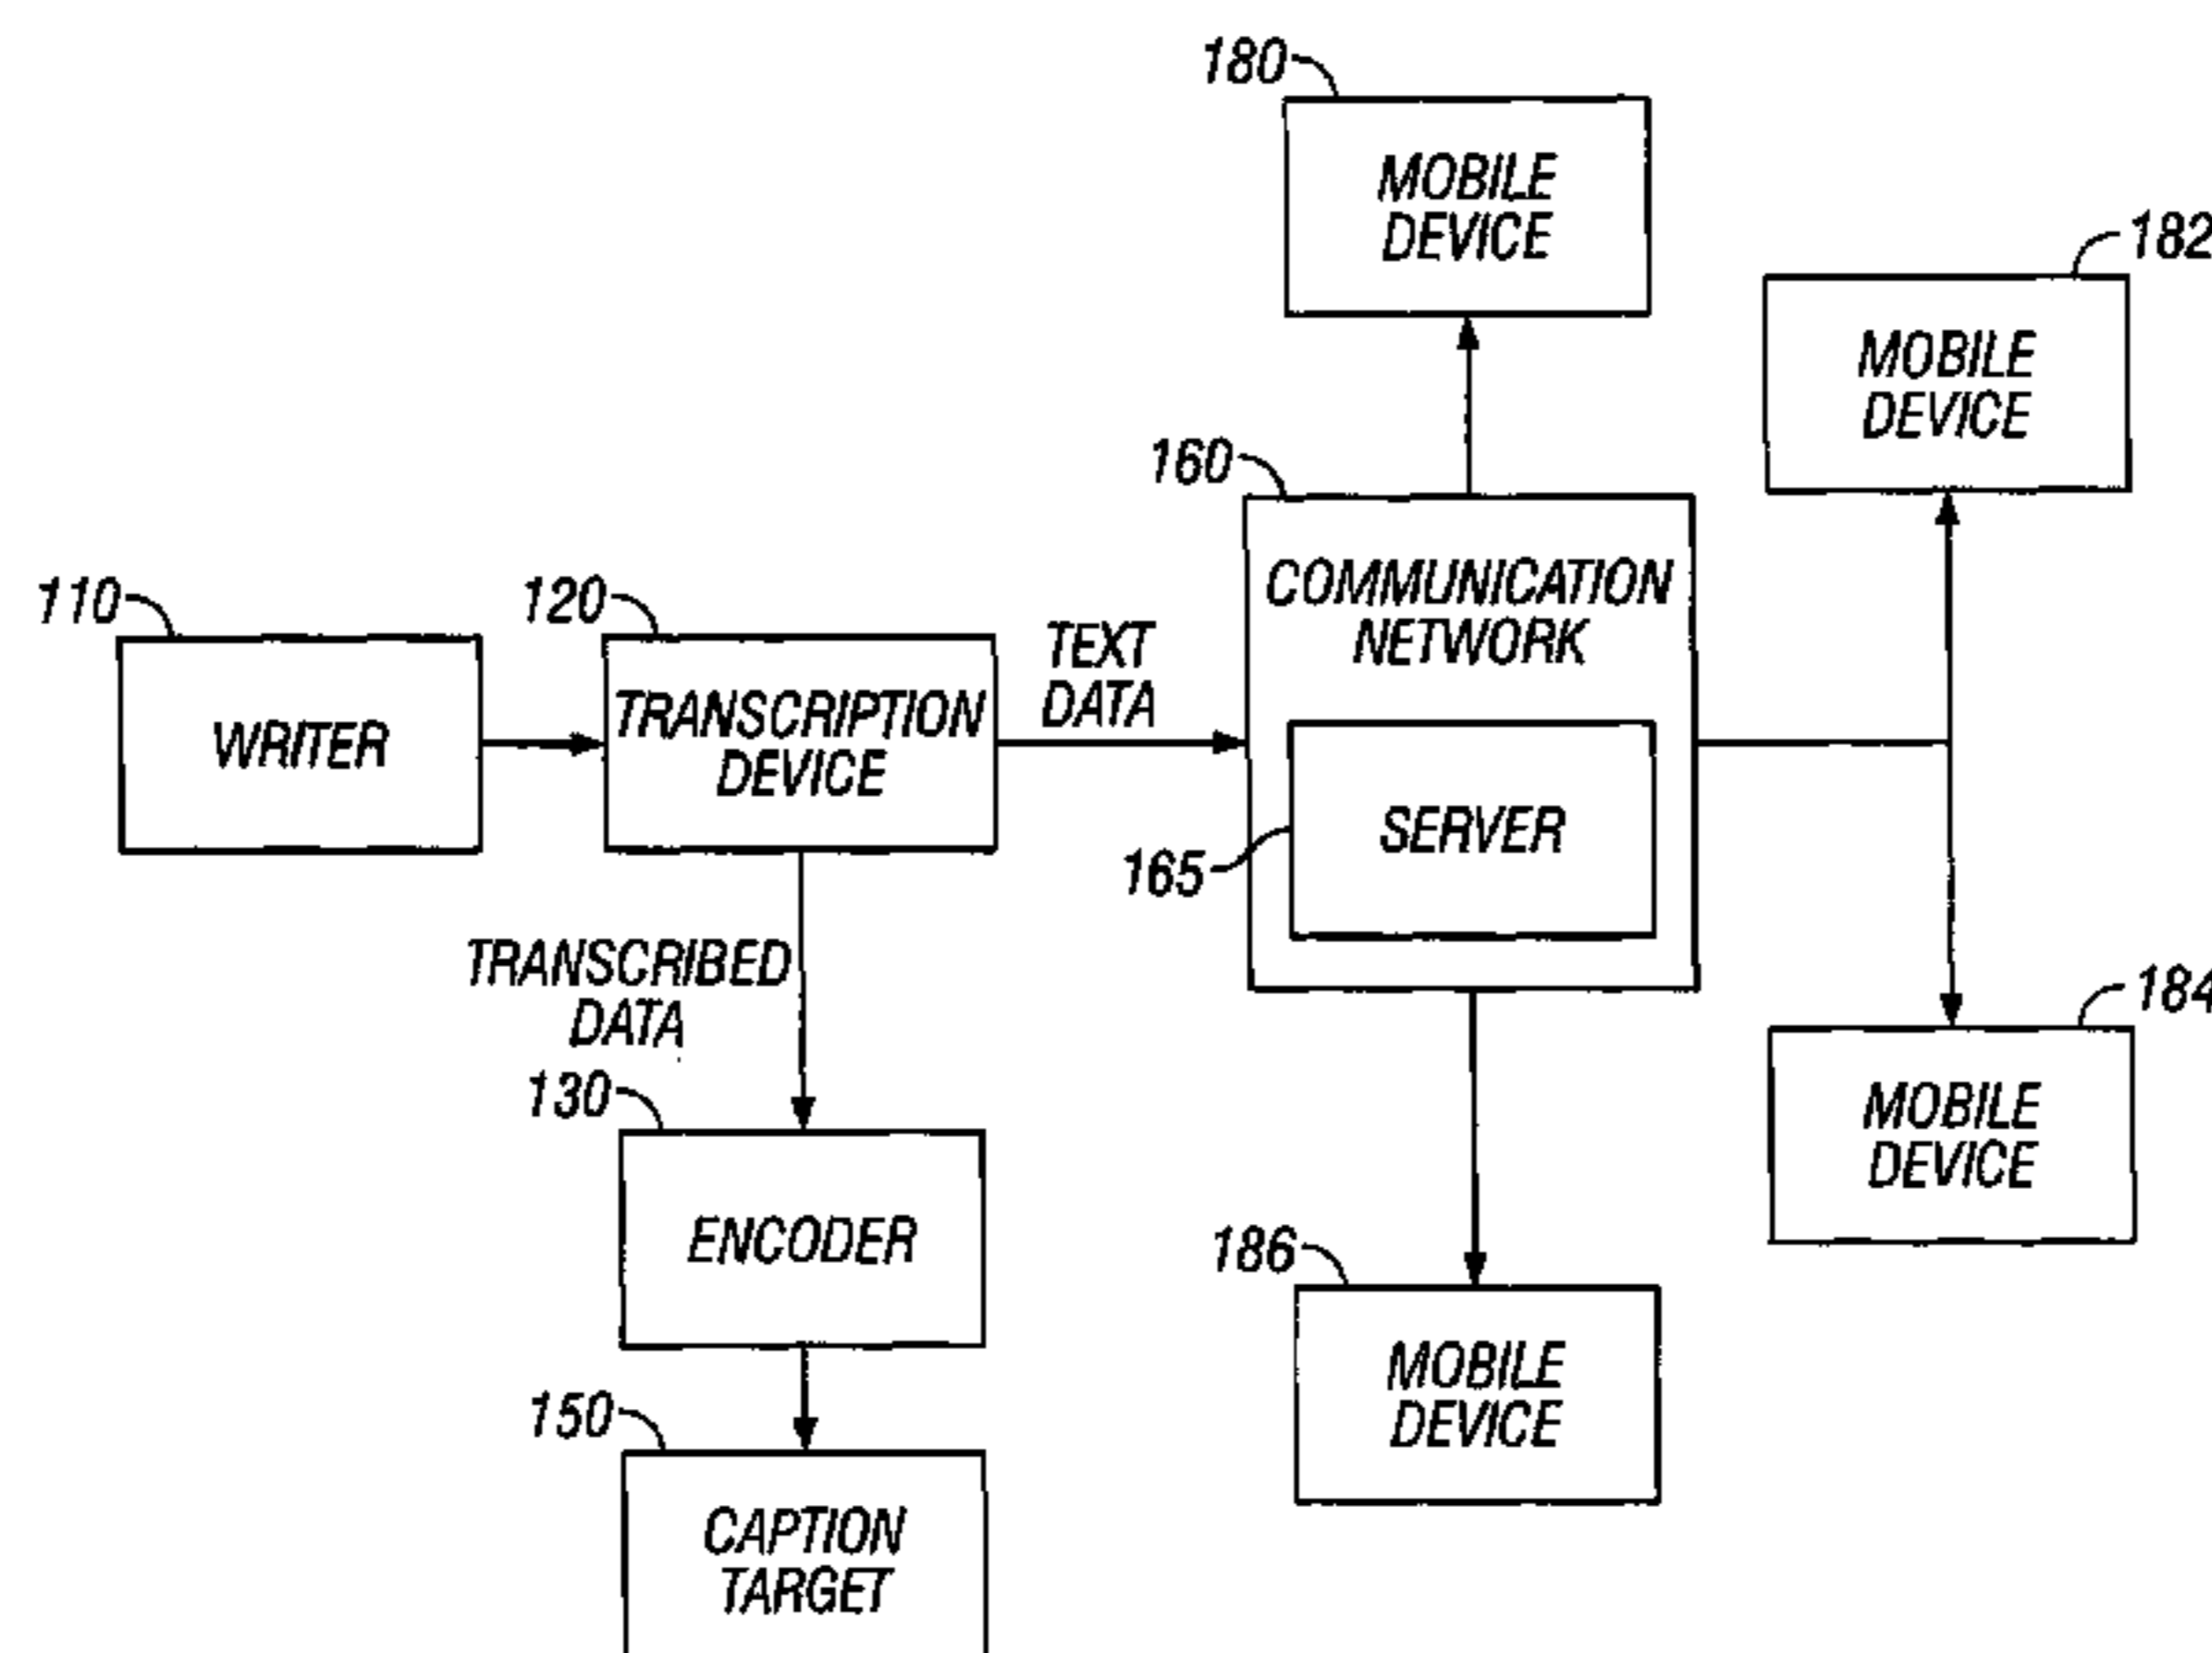 180
MOBILE
DEVICE
182
MOBILE
DEVICE
160
COMMUNICATION
NETWORK
110
WRITER
120
TRANSCRIPTION
DEVICE
TEXT
DATA
165
SERVER
TRANSCRIBED
DATA
184
MOBILE
DEVICE
130
ENCODER
186
MOBILE
DEVICE
150
CAPTION
TARGET